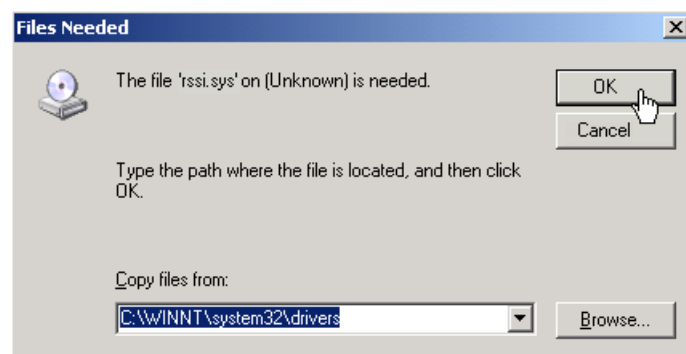 Files Needed
The file 'rssi.sys' on (Unknown) is needed.
OK
Cancel
Type the path where the file is located, and then click
OK.
Copy files from:
C:\WINNT\system32\drivers
Browse...